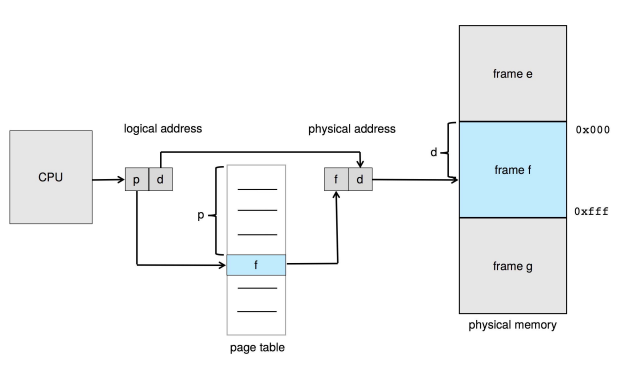 frame e
logical address
physical address
0x000
d
CPU
p d
f d
frame f
p
0xfff
f
frame g
physical memory
page table